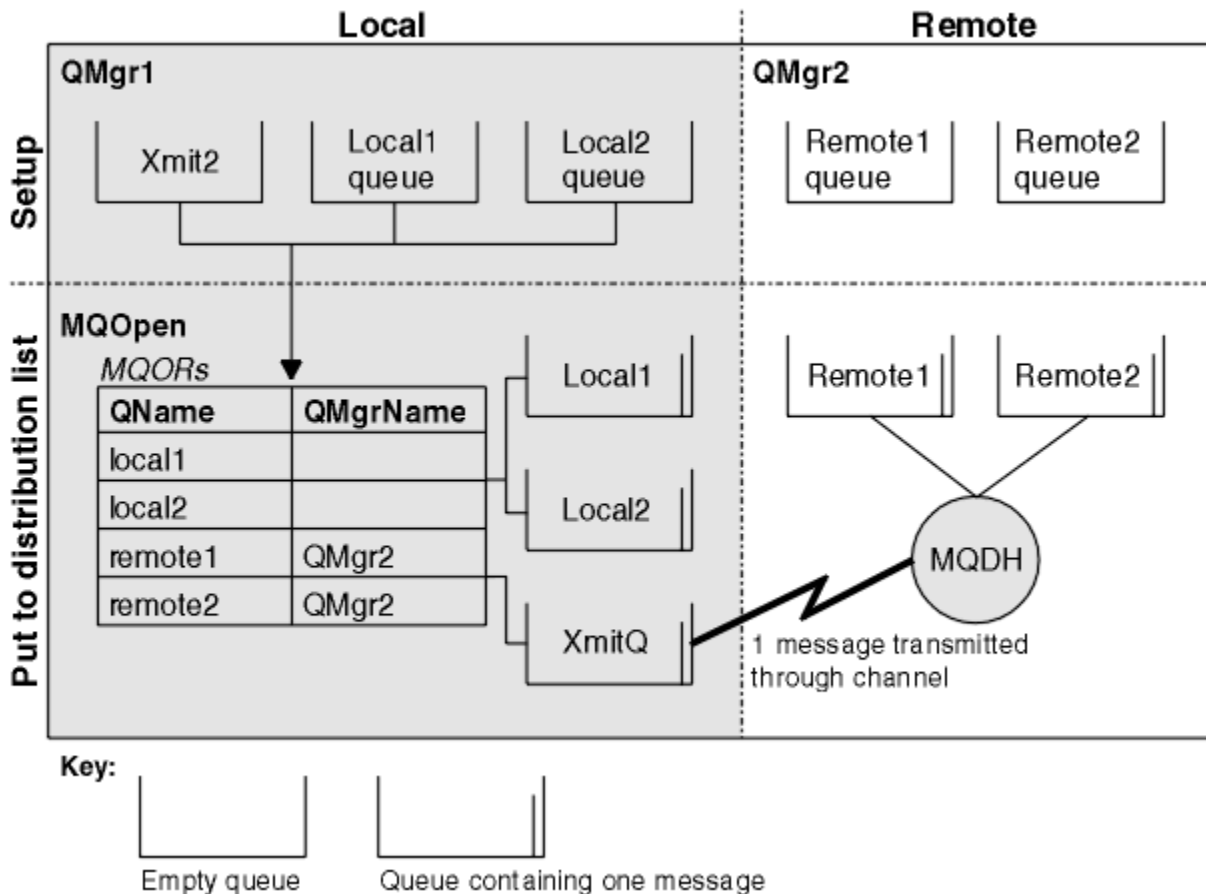 Local
Remote
Setup
QMgr1
Xmit2
Local1
queue
Local2
queue
QMgr2
Remote1
queue
Remote2
queue
Put to distribution list
MQOpen
MQORs
QName QMgrName
local1
local2
remote1 QMgr2
remote2 QMgr2
Local1
Local2
XmitQ
Remote1
Remote2
MQDH
1 message transmitted
through channel
Key:
Empty queue
Queue containing one message